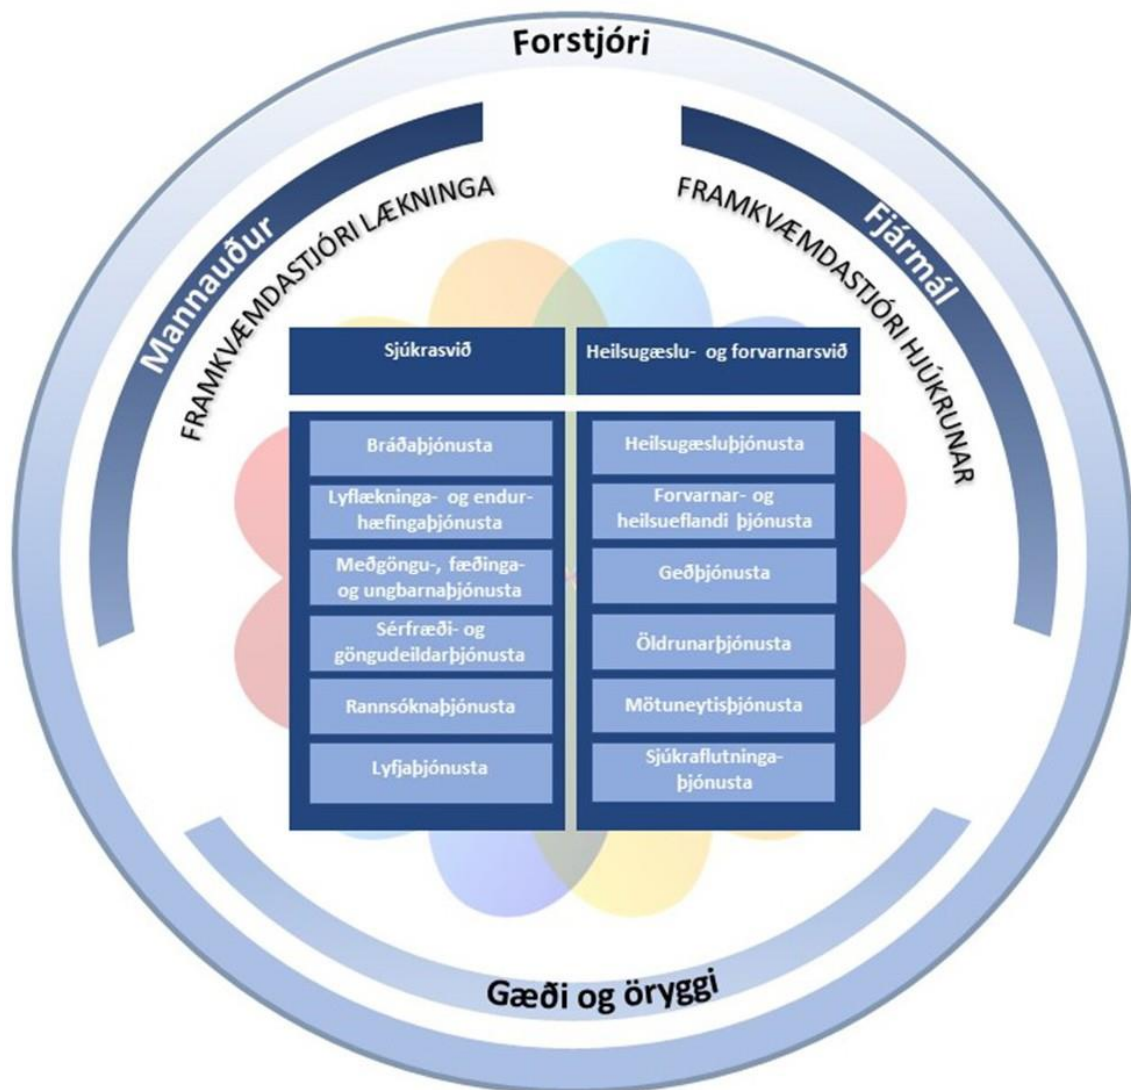 Forstjóri
Mannauður
FRAMKVÆMDASTJÓRI LÆKNINGA
Fjármál
FRAMKVÆMDASTJÓRI HJÚKRUNAR
Sjúkrasvið
Bráðaþjónusta
Lyflækninga- og endur-
hæfingaþjónusta
Meðgöngu-, fæðinga-
og ungbarnaþjónusta
Sérfræði- og
göngudeildarþjónusta
Rannsóknaþjónusta
Lyfjaþjónusta
Heilsugæslu- og forvarnarsvið
Heilsugæsluþjónusta
Forvarnar- og
heilsueflandi þjónusta
Geðþjónusta
Öldrunarþjónusta
Mötuneytisþjónusta
Sjúkraflutninga-
þjónusta
Gæði og öryggi